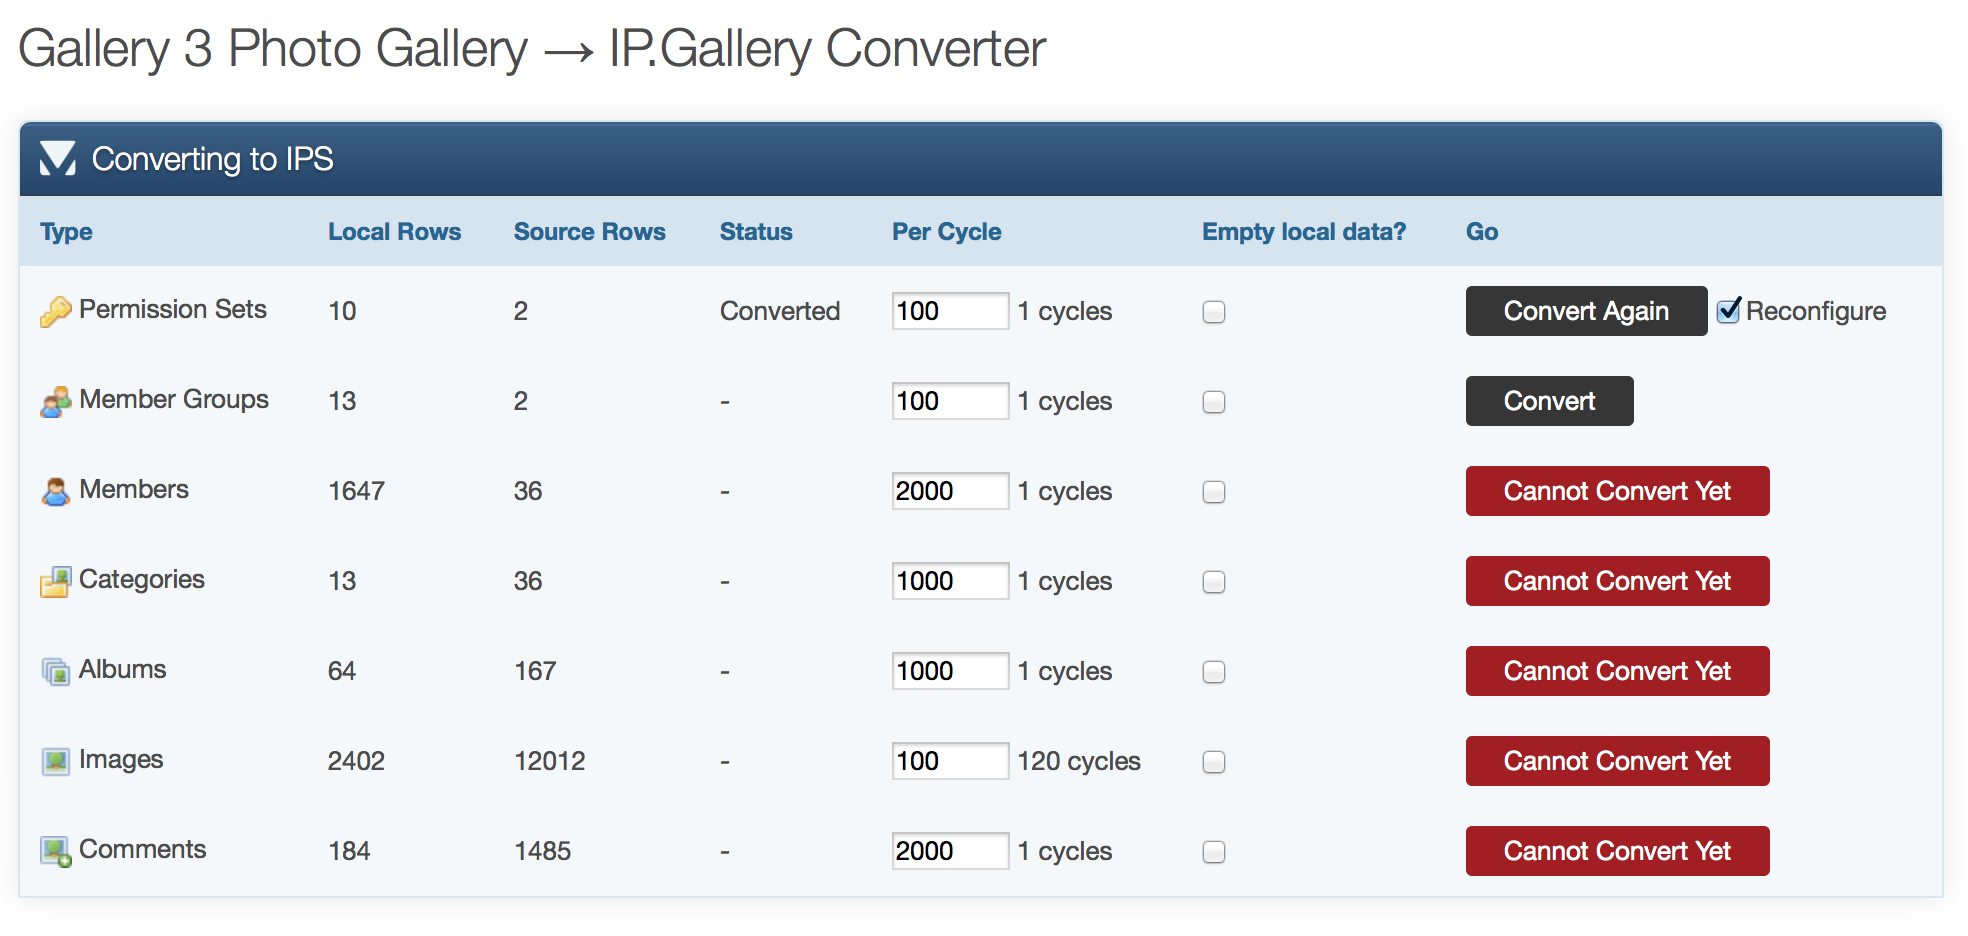 Gallery 3 Photo Gallery → IP.Gallery Converter
Converting to IPS
Type Local Rows Source Rows Status Per Cycle Empty local data? Go
Permission Sets 10 2 Converted 100 1 cycles Convert Again Reconfigure
Member Groups 13 2 - 100 1 cycles Convert
Members 1647 36 - 2000 1 cycles Cannot Convert Yet
Categories 13 36 - 1000 1 cycles Cannot Convert Yet
Albums 64 167 - 1000 1 cycles Cannot Convert Yet
Images 2402 12012 - 100 120 cycles Cannot Convert Yet
Comments 184 1485 - 2000 1 cycles Cannot Convert Yet